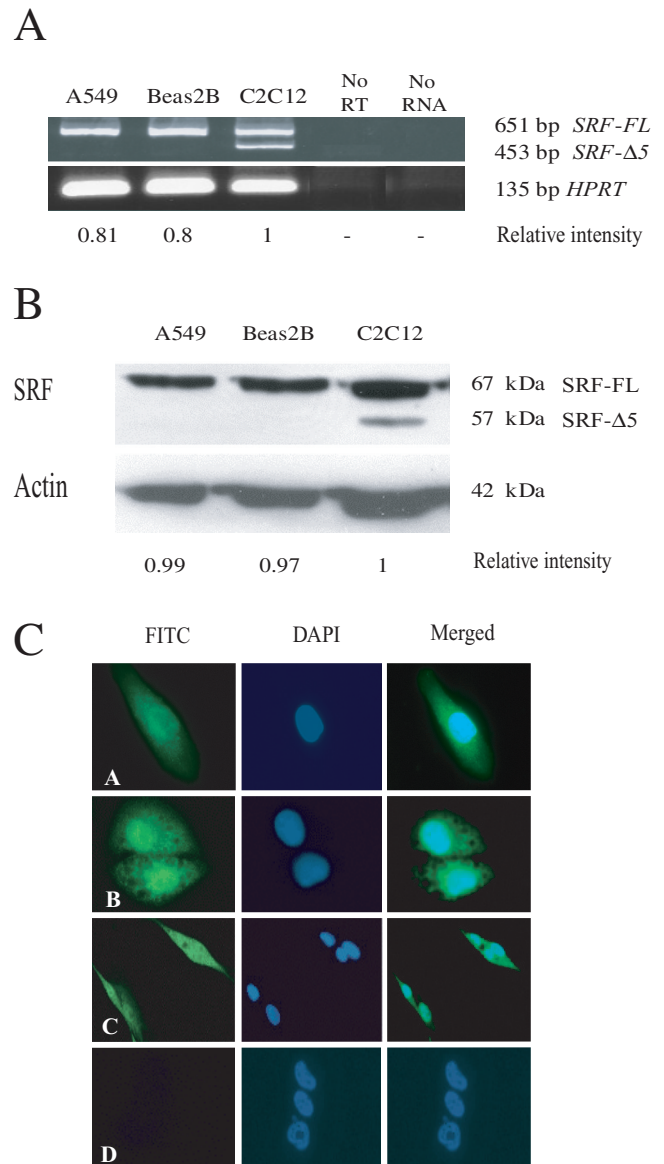 A
A549 Beas2B C2C12 No RT No RNA
651 bp SRF-FL
453 bp SRF-Δ5
135 bp HPRT
0.81 0.8 1 - - Relative intensity
B
A549 Beas2B C2C12
SRF 67 kDa SRF-FL
57 kDa SRF-Δ5
Actin 42 kDa
0.99 0.97 1 Relative intensity
C
FITC DAPI Merged
A
B
C
D